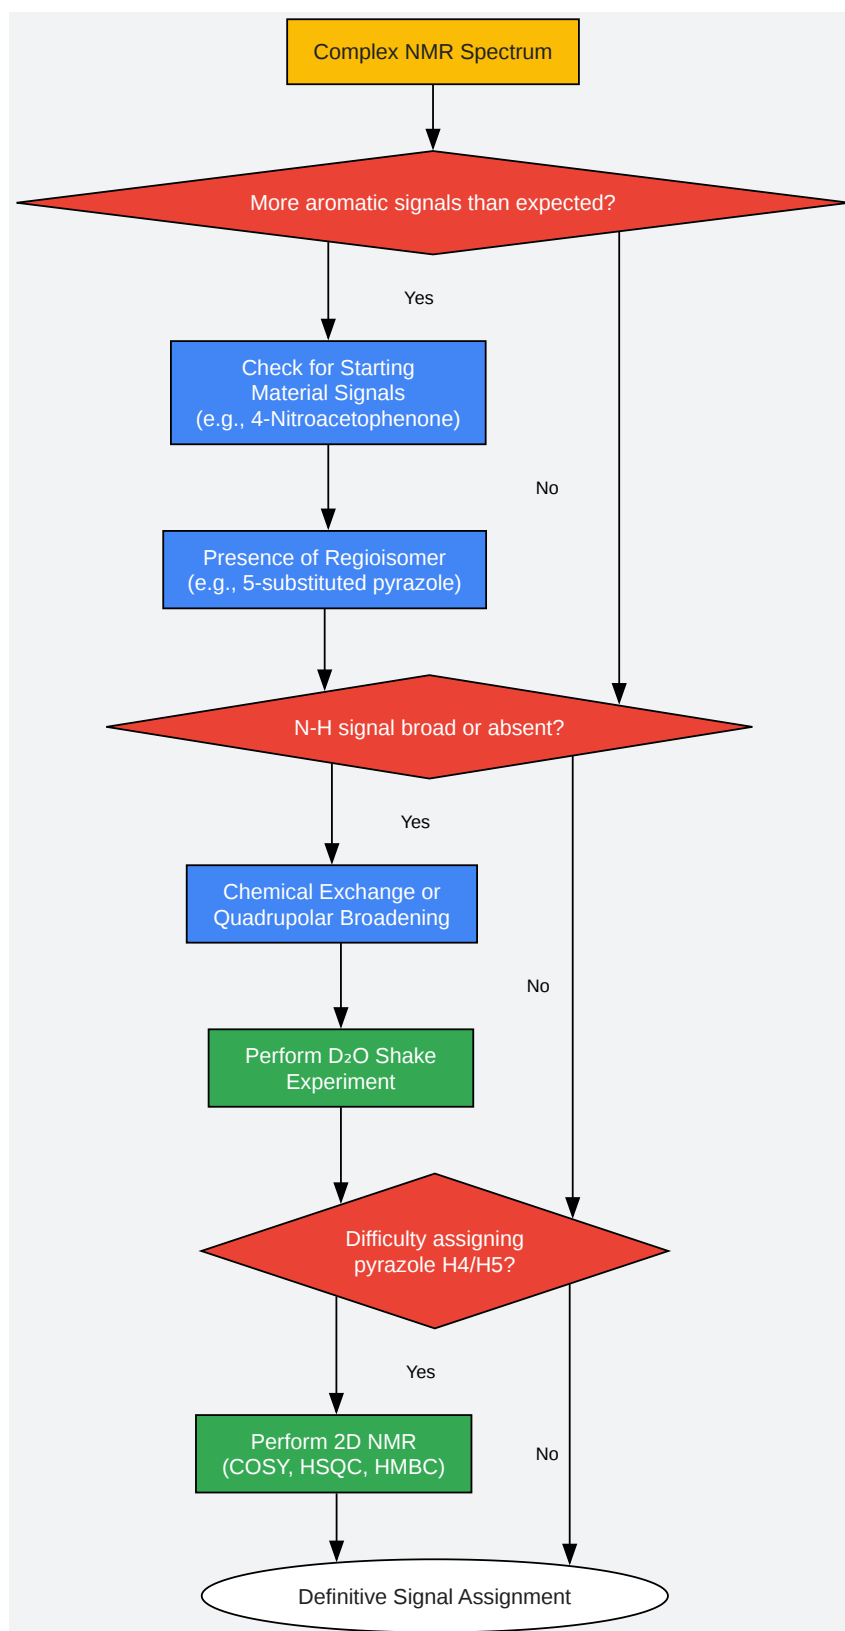 Complex NMR Spectrum
More aromatic signals than expected?
Yes
Check for Starting
Material Signals
(e.g., 4-Nitroacetophenone)
No
Presence of Regioisomer
(e.g., 5-substituted pyrazole)
N-H signal broad or absent?
Yes
Chemical Exchange or
Quadrupolar Broadening
No
Perform D₂O Shake
Experiment
Difficulty assigning
pyrazole H4/H5?
Yes
Perform 2D NMR
(COSY, HSQC, HMBC)
No
Definitive Signal Assignment